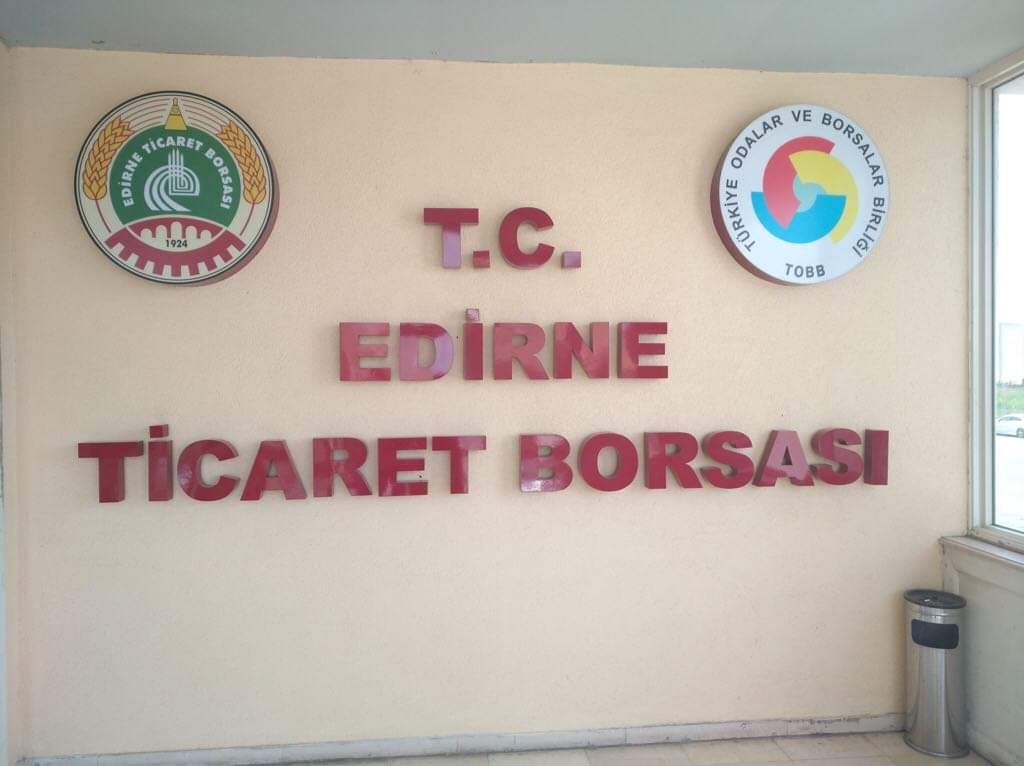 EDİRNE TİCARET BORSASI
1924
TÜRKİYE ODALAR VE BORSALAR BİRLİĞİ
TOBB
T.C.
EDİRNE
TİCARET BORSASI